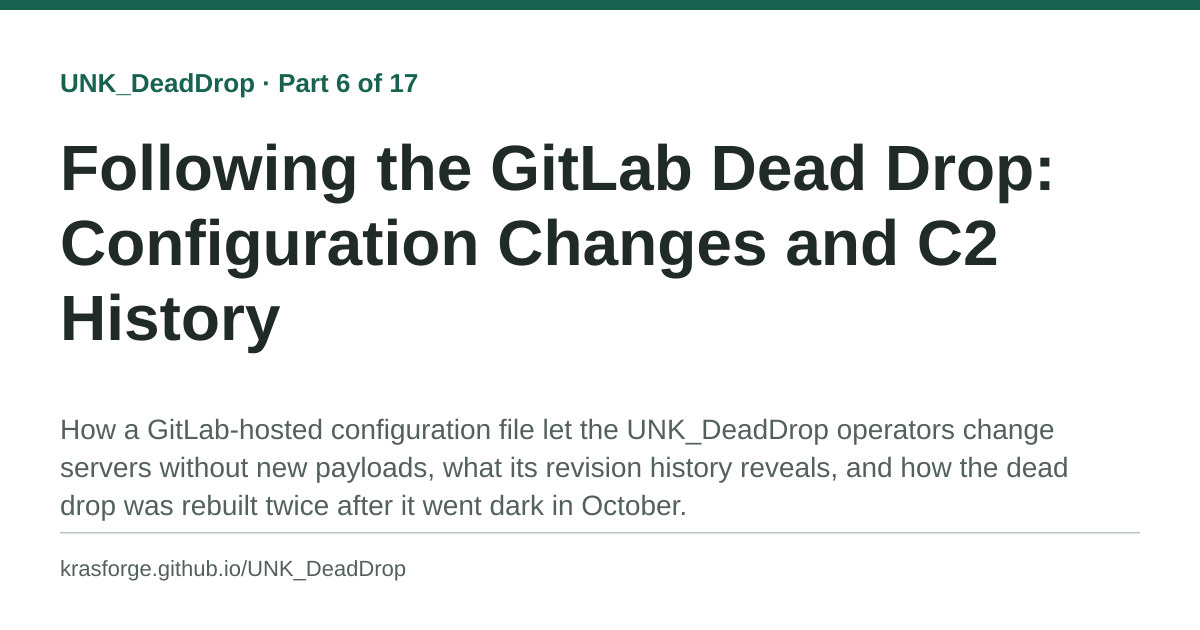 UNK_DeadDrop · Part 6 of 17
Following the GitLab Dead Drop:
Configuration Changes and C2
History
How a GitLab-hosted configuration file let the UNK_DeadDrop operators change
servers without new payloads, what its revision history reveals, and how the dead
drop was rebuilt twice after it went dark in October.
krasforge.github.io/UNK_DeadDrop